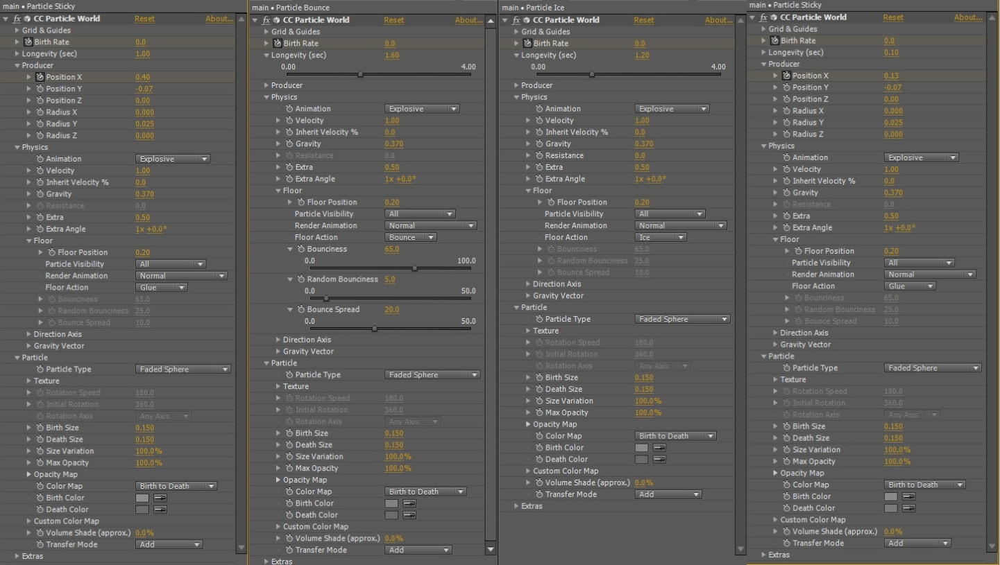 main • Particle Sticky
fx CC Particle World Reset About...
Grid & Guides
Birth Rate 0.0
Longevity (sec) 1.00
Producer
Position X 0.40
Position Y -0.07
Position Z 0.00
Radius X 0.000
Radius Y 0.025
Radius Z 0.000
Physics
Animation Explosive
Velocity 1.00
Inherit Velocity % 0.0
Gravity 0.370
Resistance 0.0
Extra 0.50
Extra Angle 1x +0.0°
Floor
Floor Position 0.20
Particle Visibility All
Render Animation Normal
Floor Action Glue
Bounciness 65.0
Random Bounciness 25.0
Bounce Spread 10.0
Direction Axis
Gravity Vector
Particle
Particle Type Faded Sphere
Texture
Rotation Speed 180.0
Initial Rotation 360.0
Rotation Axis Any Axis
Birth Size 0.150
Death Size 0.150
Size Variation 100.0%
Max Opacity 100.0%
Opacity Map
Color Map Birth to Death
Birth Color
Death Color
Custom Color Map
Volume Shade (approx.) 0.0%
Transfer Mode Add
Extras
main • Particle Bounce
fx CC Particle World Reset About...
Grid & Guides
Birth Rate 0.0
Longevity (sec) 1.60
0.00 4.00
Producer
Physics
Animation Explosive
Velocity 1.00
Inherit Velocity % 0.0
Gravity 0.370
Resistance 0.0
Extra 0.50
Extra Angle 1x +0.0°
Floor
Floor Position 0.20
Particle Visibility All
Render Animation Normal
Floor Action Bounce
Bounciness 65.0
0.0 100.0
Random Bounciness 5.0
0.0 50.0
Bounce Spread 20.0
0.0 50.0
Direction Axis
Gravity Vector
Particle
Particle Type Faded Sphere
Texture
Rotation Speed 180.0
Initial Rotation 360.0
Rotation Axis Any Axis
Birth Size 0.150
Death Size 0.150
Size Variation 100.0%
Max Opacity 100.0%
Opacity Map
Color Map Birth to Death
Birth Color
Death Color
Custom Color Map
Volume Shade (approx.) 0.0%
Transfer Mode Add
Extras
main • Particle Ice
fx CC Particle World Reset About...
Grid & Guides
Birth Rate 0.0
Longevity (sec) 1.20
0.00 4.00
Producer
Physics
Animation Explosive
Velocity 1.00
Inherit Velocity % 0.0
Gravity 0.370
Resistance 0.0
Extra 0.50
Extra Angle 1x +0.0°
Floor
Floor Position 0.20
Particle Visibility All
Render Animation Normal
Floor Action Ice
Bounciness 65.0
Random Bounciness 25.0
Bounce Spread 10.0
Direction Axis
Gravity Vector
Particle
Particle Type Faded Sphere
Texture
Rotation Speed 180.0
Initial Rotation 360.0
Rotation Axis Any Axis
Birth Size 0.150
Death Size 0.150
Size Variation 100.0%
Max Opacity 100.0%
Opacity Map
Color Map Birth to Death
Birth Color
Death Color
Custom Color Map
Volume Shade (approx.) 0.0%
Transfer Mode Add
Extras
main • Particle Sticky
fx CC Particle World Reset About...
Grid & Guides
Birth Rate 0.0
Longevity (sec) 0.10
Producer
Position X 0.13
Position Y -0.07
Position Z 0.00
Radius X 0.000
Radius Y 0.025
Radius Z 0.000
Physics
Animation Explosive
Velocity 1.00
Inherit Velocity % 0.0
Gravity 0.370
Resistance 0.0
Extra 0.50
Extra Angle 1x +0.0°
Floor
Floor Position 0.20
Particle Visibility All
Render Animation Normal
Floor Action Glue
Bounciness 65.0
Random Bounciness 25.0
Bounce Spread 10.0
Direction Axis
Gravity Vector
Particle
Particle Type Faded Sphere
Texture
Rotation Speed 180.0
Initial Rotation 360.0
Rotation Axis Any Axis
Birth Size 0.150
Death Size 0.150
Size Variation 100.0%
Max Opacity 100.0%
Opacity Map
Color Map Birth to Death
Birth Color
Death Color
Custom Color Map
Volume Shade (approx.) 0.0%
Transfer Mode Add
Extras